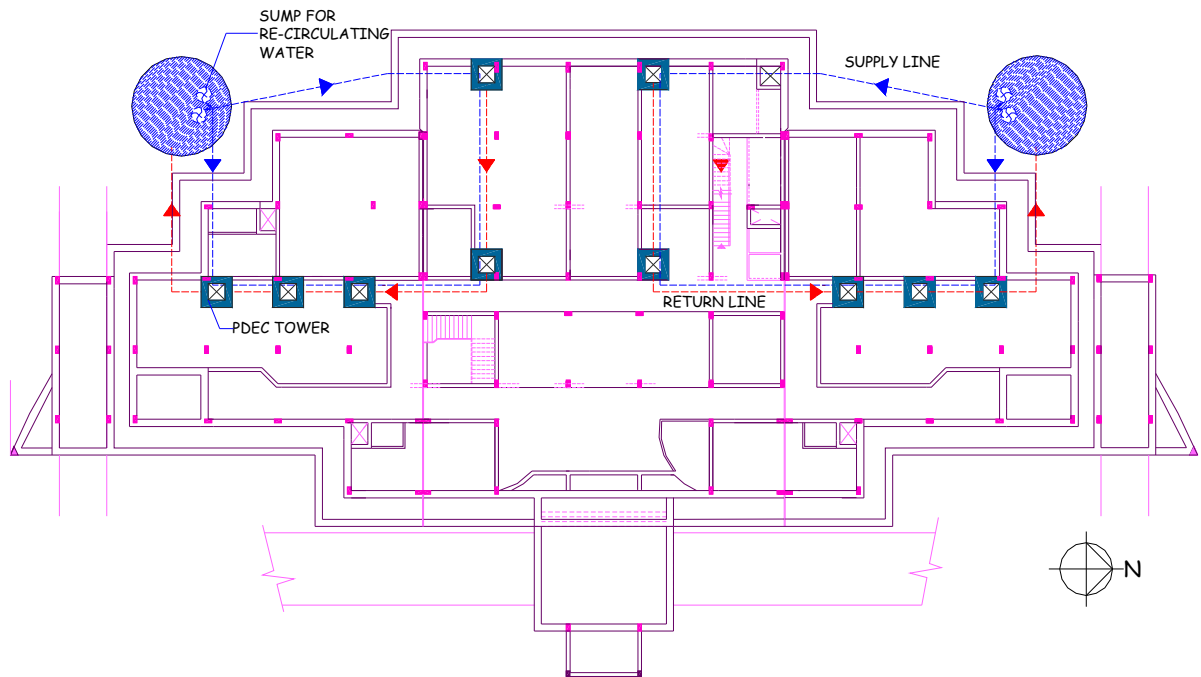 SUMP FOR
RE-CIRCULATING
WATER
SUPPLY LINE
RETURN LINE
PDEC TOWER
N